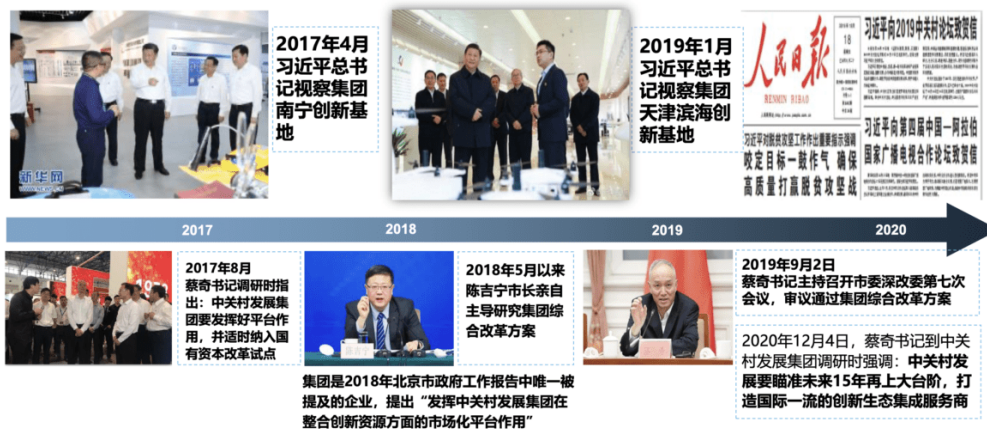 2017年4月
习近平总书
记视察集团
南宁创新基
地
新华网
WWW.NEWS.CN
2019年1月
习近平总书
记视察集团
天津滨海创
新基地
人民日报
RENMIN RIBAO
18
习近平向2019中关村论坛致贺信
习近平向第四届中国—阿拉伯
国家广播电视合作论坛致贺信
习近平对脱贫攻坚工作作出重要指示强调
咬定目标一鼓作气 确保
高质量打赢脱贫攻坚战
2017
2018
2019
2020
2017年8月
蔡奇书记调研时指
出：中关村发展集
团要发挥好平台作
用，并适时纳入国
有资本改革试点
2018年5月以来
陈吉宁市长亲自
主导研究集团综
合改革方案
集团是2018年北京市政府工作报告中唯一被
提及的企业，提出“发挥中关村发展集团在
整合创新资源方面的市场化平台作用”
2019年9月2日
蔡奇书记主持召开市委深改委第七次
会议，审议通过集团综合改革方案
2020年12月4日，蔡奇书记到中关
村发展集团调研时强调：中关村发
展要瞄准未来15年再上大台阶，打
造国际一流的创新生态集成服务商